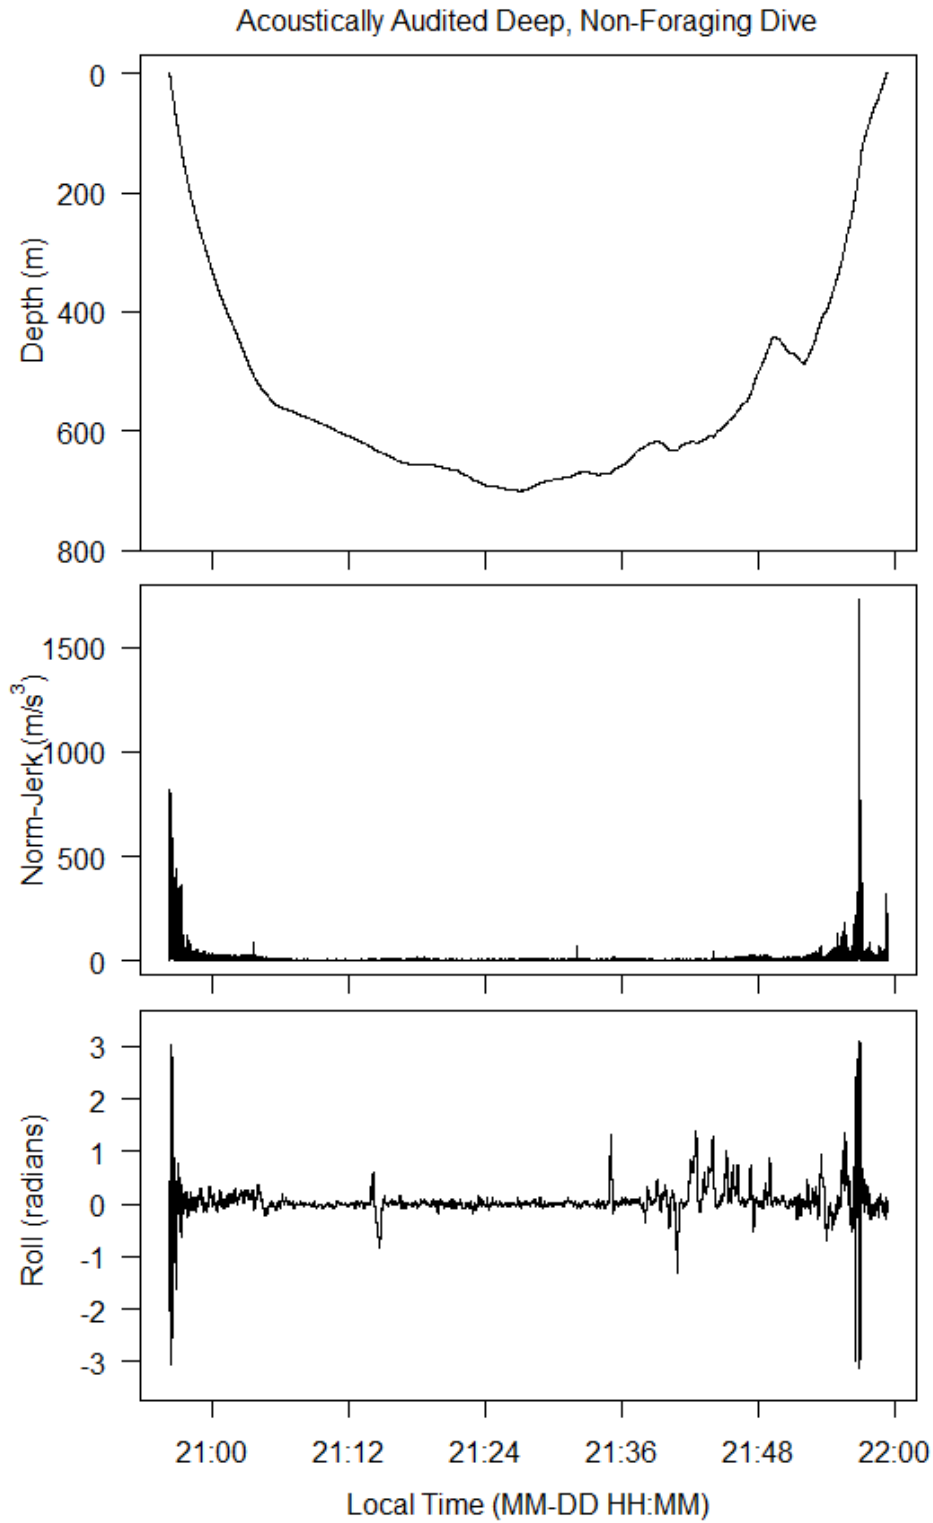 Acoustically Audited Deep, Non-Foraging Dive
Depth (m)
0
200
400
600
800
Norm-Jerk (m/s³)
1500
1000
500
0
Roll (radians)
3
2
1
0
-1
-2
-3
21:00 21:12 21:24 21:36 21:48 22:00
Local Time (MM-DD HH:MM)